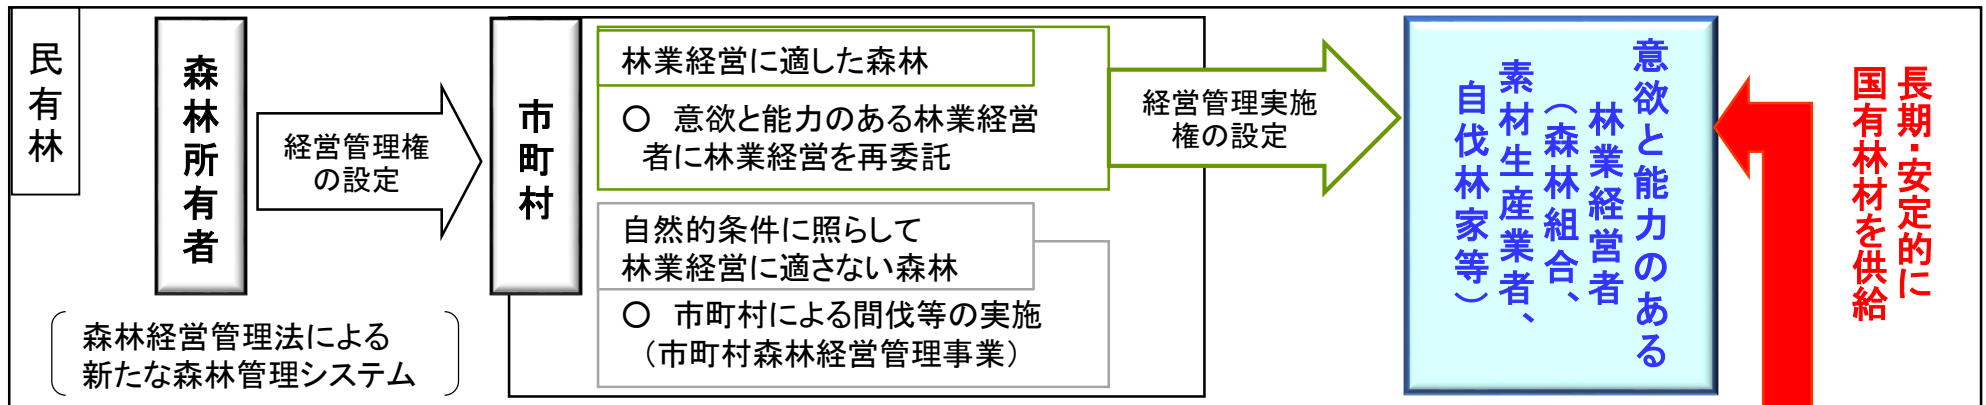 民有林
森林所有者
経営管理権
の設定
森林経営管理法による
新たな森林管理システム
市町村
林業経営に適した森林
○ 意欲と能力のある林業経営
者に林業経営を再委託
自然的条件に照らして
林業経営に適さない森林
○ 市町村による間伐等の実施
（市町村森林経営管理事業）
経営管理実施
権の設定
意欲と能力のある
林業経営者
（森林組合、
素材生産業者、
自伐林家等）
長期・安定的に
国有林材を供給